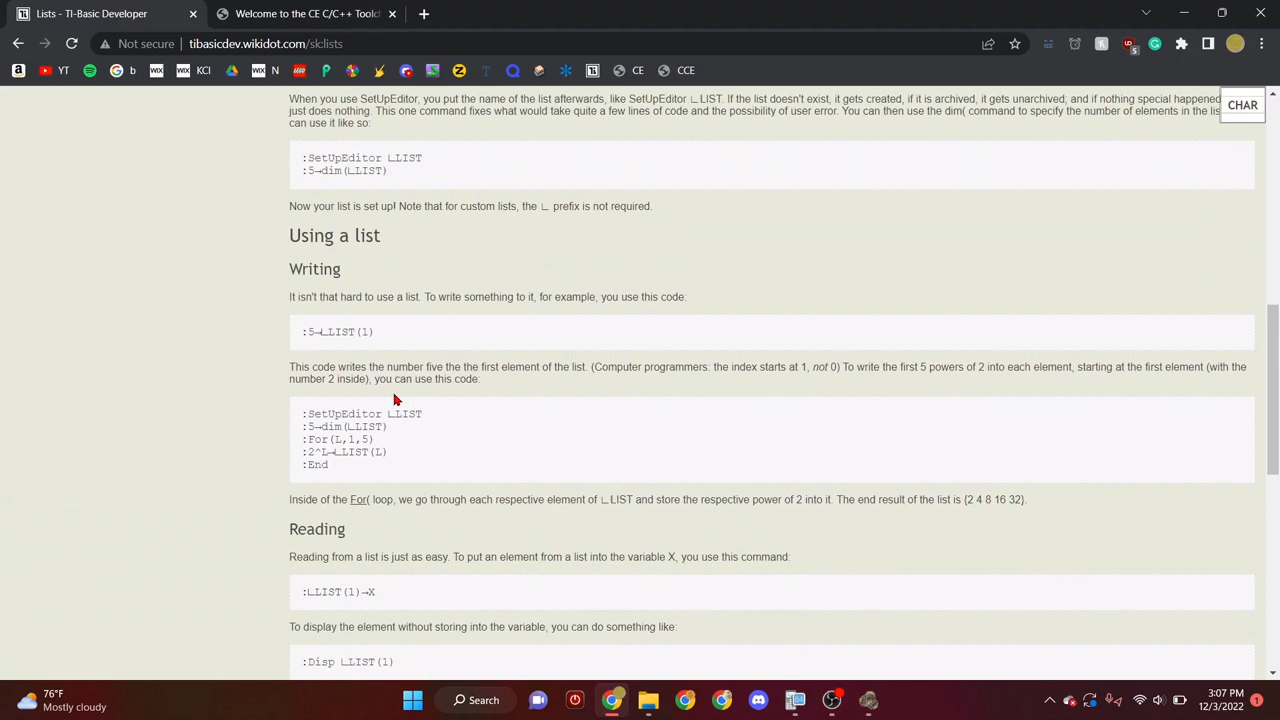 Lists - TI-Basic Developer
Welcome to the CE C/C++ Toolch
Not secure
tibasicdev.wikidot.com/sk:lists
YT
b
KCI
N
CE
CCE
When you use SetUpEditor, you put the name of the list afterwards, like SetUpEditor ∟LIST. If the list doesn't exist, it gets created, if it is archived, it gets unarchived; and if nothing special happened
just does nothing. This one command fixes what would take quite a few lines of code and the possibility of user error. You can then use the dim( command to specify the number of elements in the lis
can use it like so:
CHAR
:SetUpEditor ∟LIST
:5→dim(∟LIST)
Now your list is set up! Note that for custom lists, the ∟ prefix is not required.
Using a list
Writing
It isn't that hard to use a list. To write something to it, for example, you use this code:
:5→∟LIST(1)
This code writes the number five the the first element of the list. (Computer programmers: the index starts at 1, not 0) To write the first 5 powers of 2 into each element, starting at the first element (with the
number 2 inside), you can use this code:
:SetUpEditor ∟LIST
:5→dim(∟LIST)
:For(L,1,5)
:2^L→∟LIST(L)
:End
Inside of the For( loop, we go through each respective element of ∟LIST and store the respective power of 2 into it. The end result of the list is {2 4 8 16 32}.
Reading
Reading from a list is just as easy. To put an element from a list into the variable X, you use this command:
:∟LIST(1)→X
To display the element without storing into the variable, you can do something like:
:Disp ∟LIST(1)
76°F
Mostly cloudy
Search
3:07 PM
12/3/2022